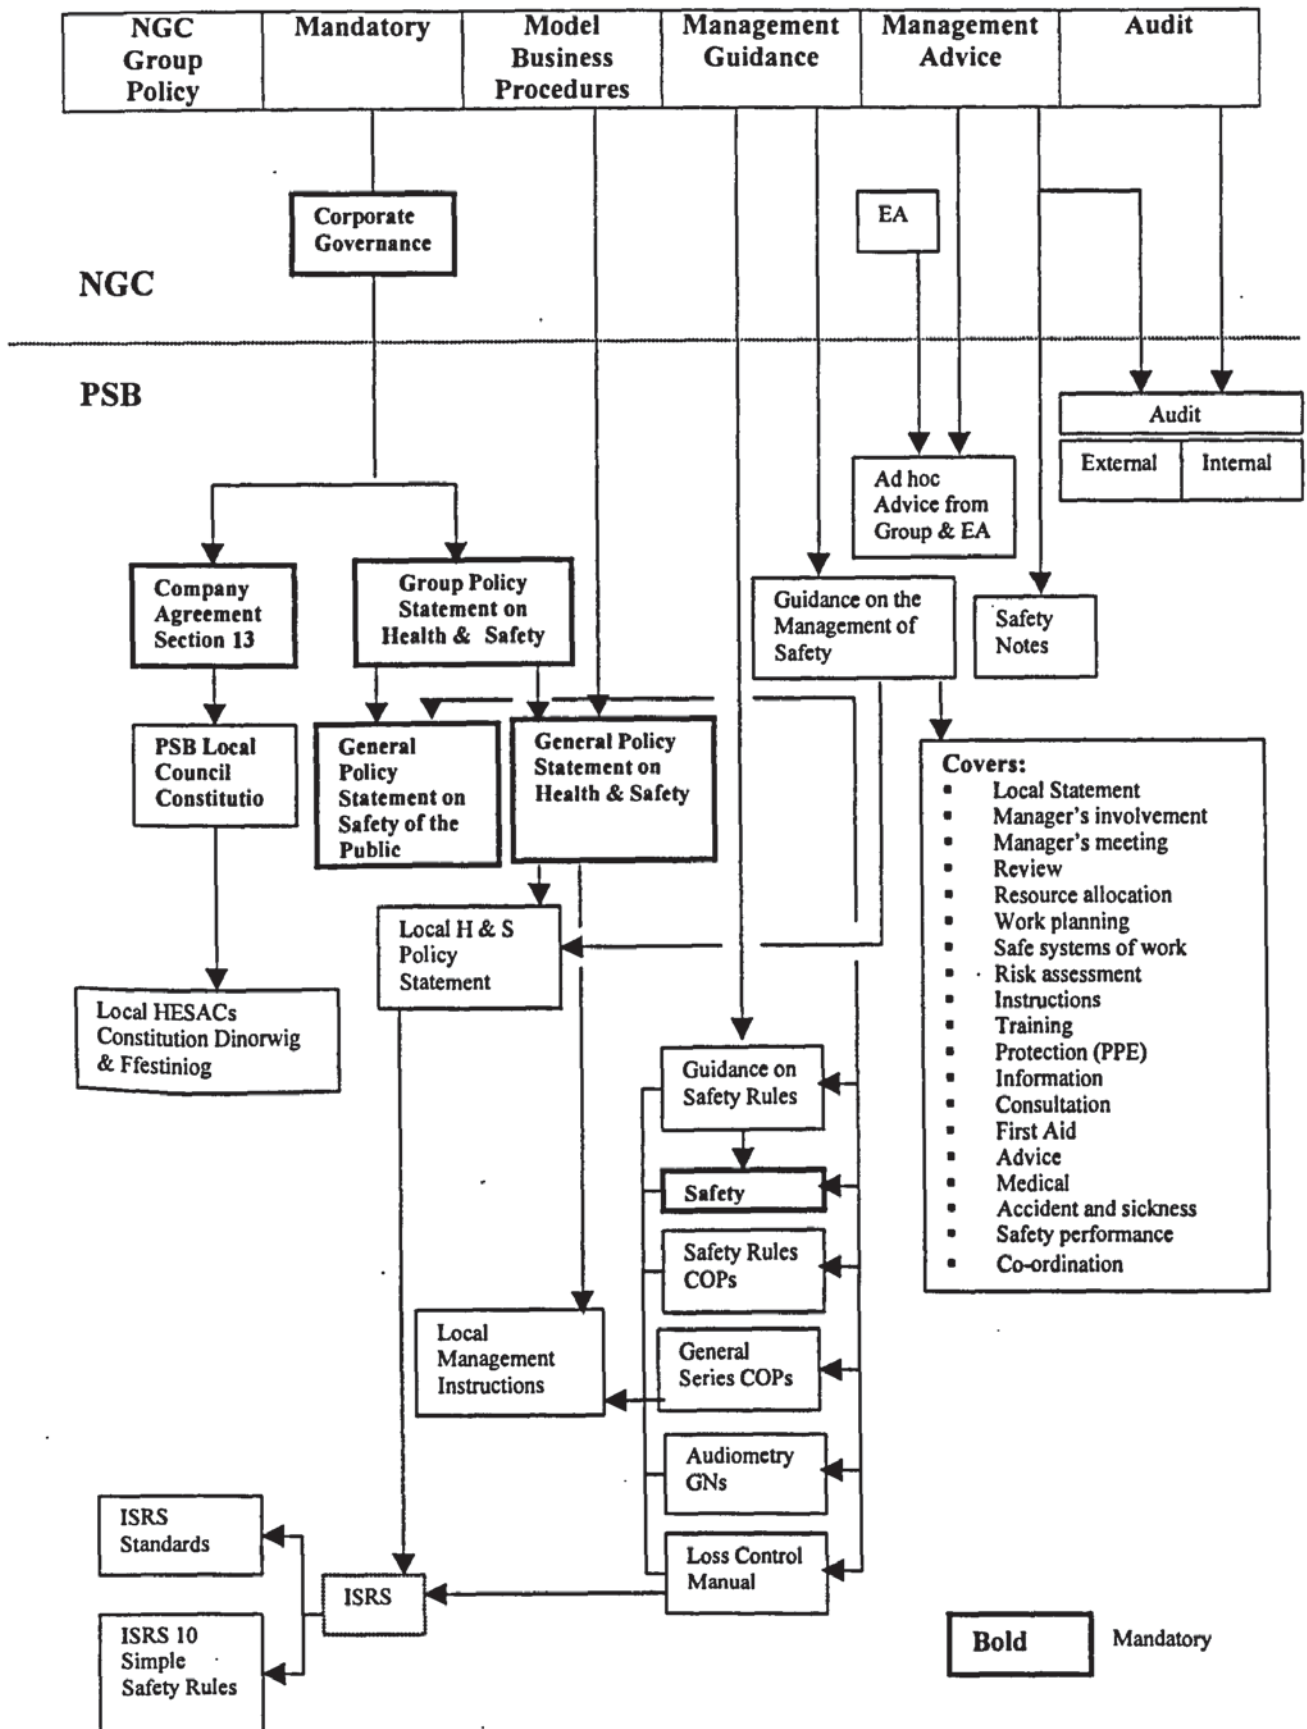 NGC
Group
Policy
Mandatory
Model
Business
Procedures
Management
Guidance
Management
Advice
Audit
Corporate
Governance
EA
NGC
PSB
Audit
External
Internal
Ad hoc
Advice from
Group & EA
Company
Agreement
Section 13
Group Policy
Statement on
Health & Safety
Guidance on the
Management of
Safety
Safety
Notes
PSB Local
Council
Constitutio
General
Policy
Statement on
Safety of the
Public
General Policy
Statement on
Health & Safety
Covers:
▪ Local Statement
▪ Manager's involvement
▪ Manager's meeting
▪ Review
▪ Resource allocation
▪ Work planning
▪ Safe systems of work
▪ Risk assessment
▪ Instructions
▪ Training
▪ Protection (PPE)
▪ Information
▪ Consultation
▪ First Aid
▪ Advice
▪ Medical
▪ Accident and sickness
▪ Safety performance
▪ Co-ordination
Local H & S
Policy
Statement
Local HESACs
Constitution Dinorwig
& Ffestiniog
Guidance on
Safety Rules
Safety
Safety Rules
COPs
Local
Management
Instructions
General
Series COPs
Audiometry
GNs
ISRS
Standards
Loss Control
Manual
ISRS
ISRS 10
Simple
Safety Rules
Bold
Mandatory